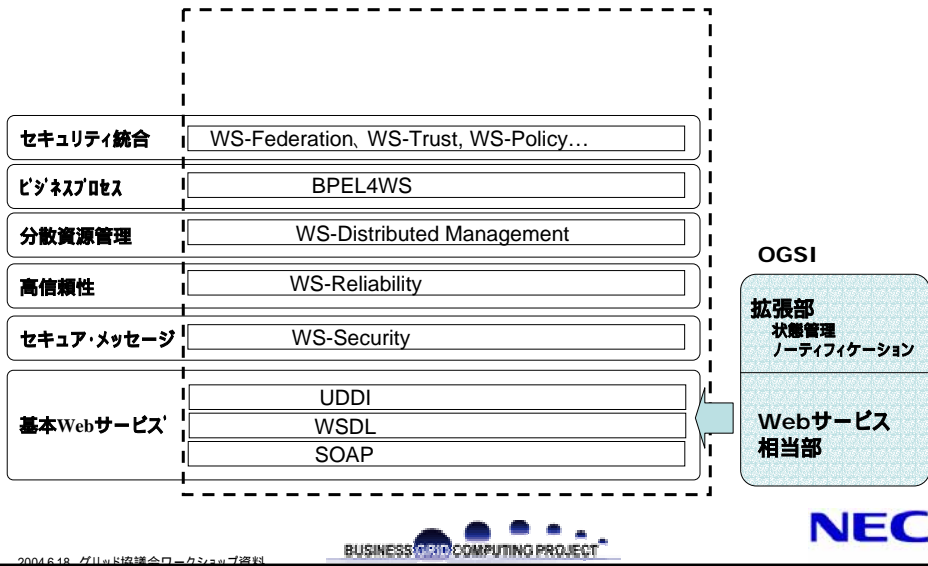 セキュリティ統合
WS-Federation、WS-Trust, WS-Policy…
ビジネスプロセス
BPEL4WS
分散資源管理
WS-Distributed Management
高信頼性
WS-Reliability
セキュア・メッセージ
WS-Security
基本Webサービス
UDDI
WSDL
SOAP
OGSI
拡張部
状態管理
ノーティフィケーション
Webサービス
相当部
2004.6.18 グリッド協議会ワークショップ資料
BUSINESS GRID COMPUTING PROJECT
NEC